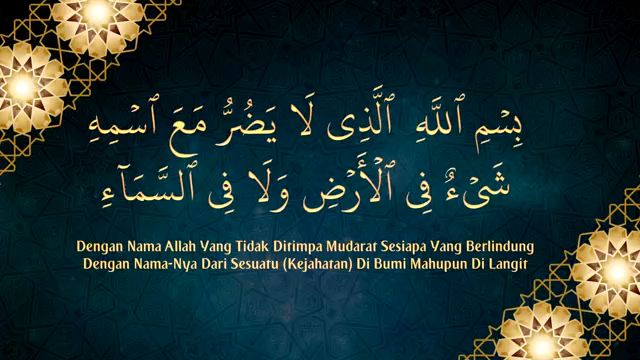 بِسْمِ ٱللَّهِ ٱلَّذِى لَا يَضُرُّ مَعَ ٱسْمِهِ
شَىْءٌ فِى ٱلْأَرْضِ وَلَا فِى ٱلسَّمَآءِ
Dengan Nama Allah Yang Tidak Ditimpa Mudarat Sesiapa Yang Berlindung
Dengan Nama-Nya Dari Sesuatu (Kejahatan) Di Bumi Mahupun Di Langit